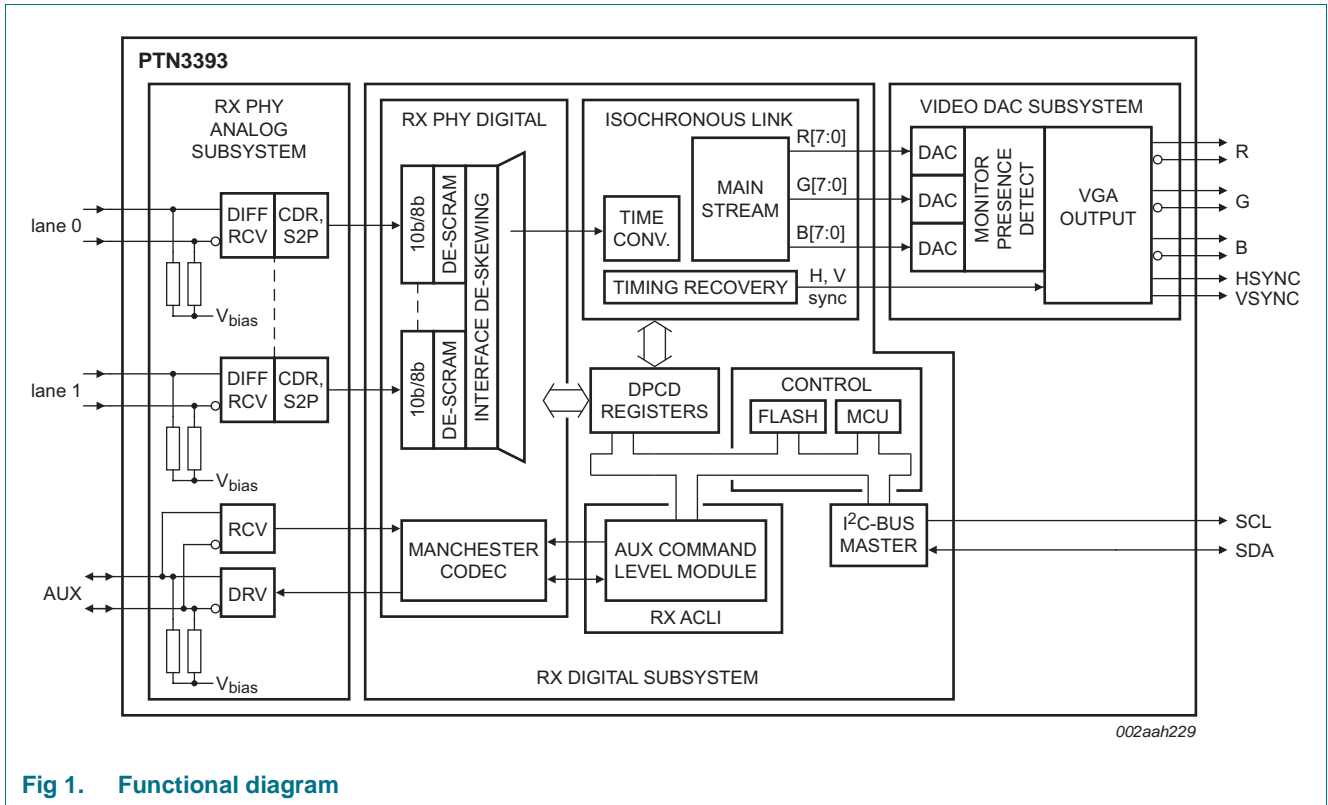 PTN3393
RX PHY
ANALOG
SUBSYSTEM
lane 0
DIFF
RCV
CDR,
S2P
Vbias
lane 1
DIFF
RCV
CDR,
S2P
Vbias
RCV
AUX
DRV
Vbias
RX PHY DIGITAL
10b/8b
DE-SCRAM
INTERFACE DE-SKEWING
10b/8b
DE-SCRAM
MANCHESTER
CODEC
ISOCHRONOUS LINK
TIME
CONV.
MAIN
STREAM
R[7:0]
G[7:0]
B[7:0]
TIMING RECOVERY
H, V
sync
DPCD
REGISTERS
CONTROL
FLASH
MCU
AUX COMMAND
LEVEL MODULE
RX ACLI
I2C-BUS
MASTER
RX DIGITAL SUBSYSTEM
VIDEO DAC SUBSYSTEM
DAC
DAC
DAC
MONITOR
PRESENCE
DETECT
VGA
OUTPUT
R
G
B
HSYNC
VSYNC
SCL
SDA
002aah229
Fig 1. Functional diagram